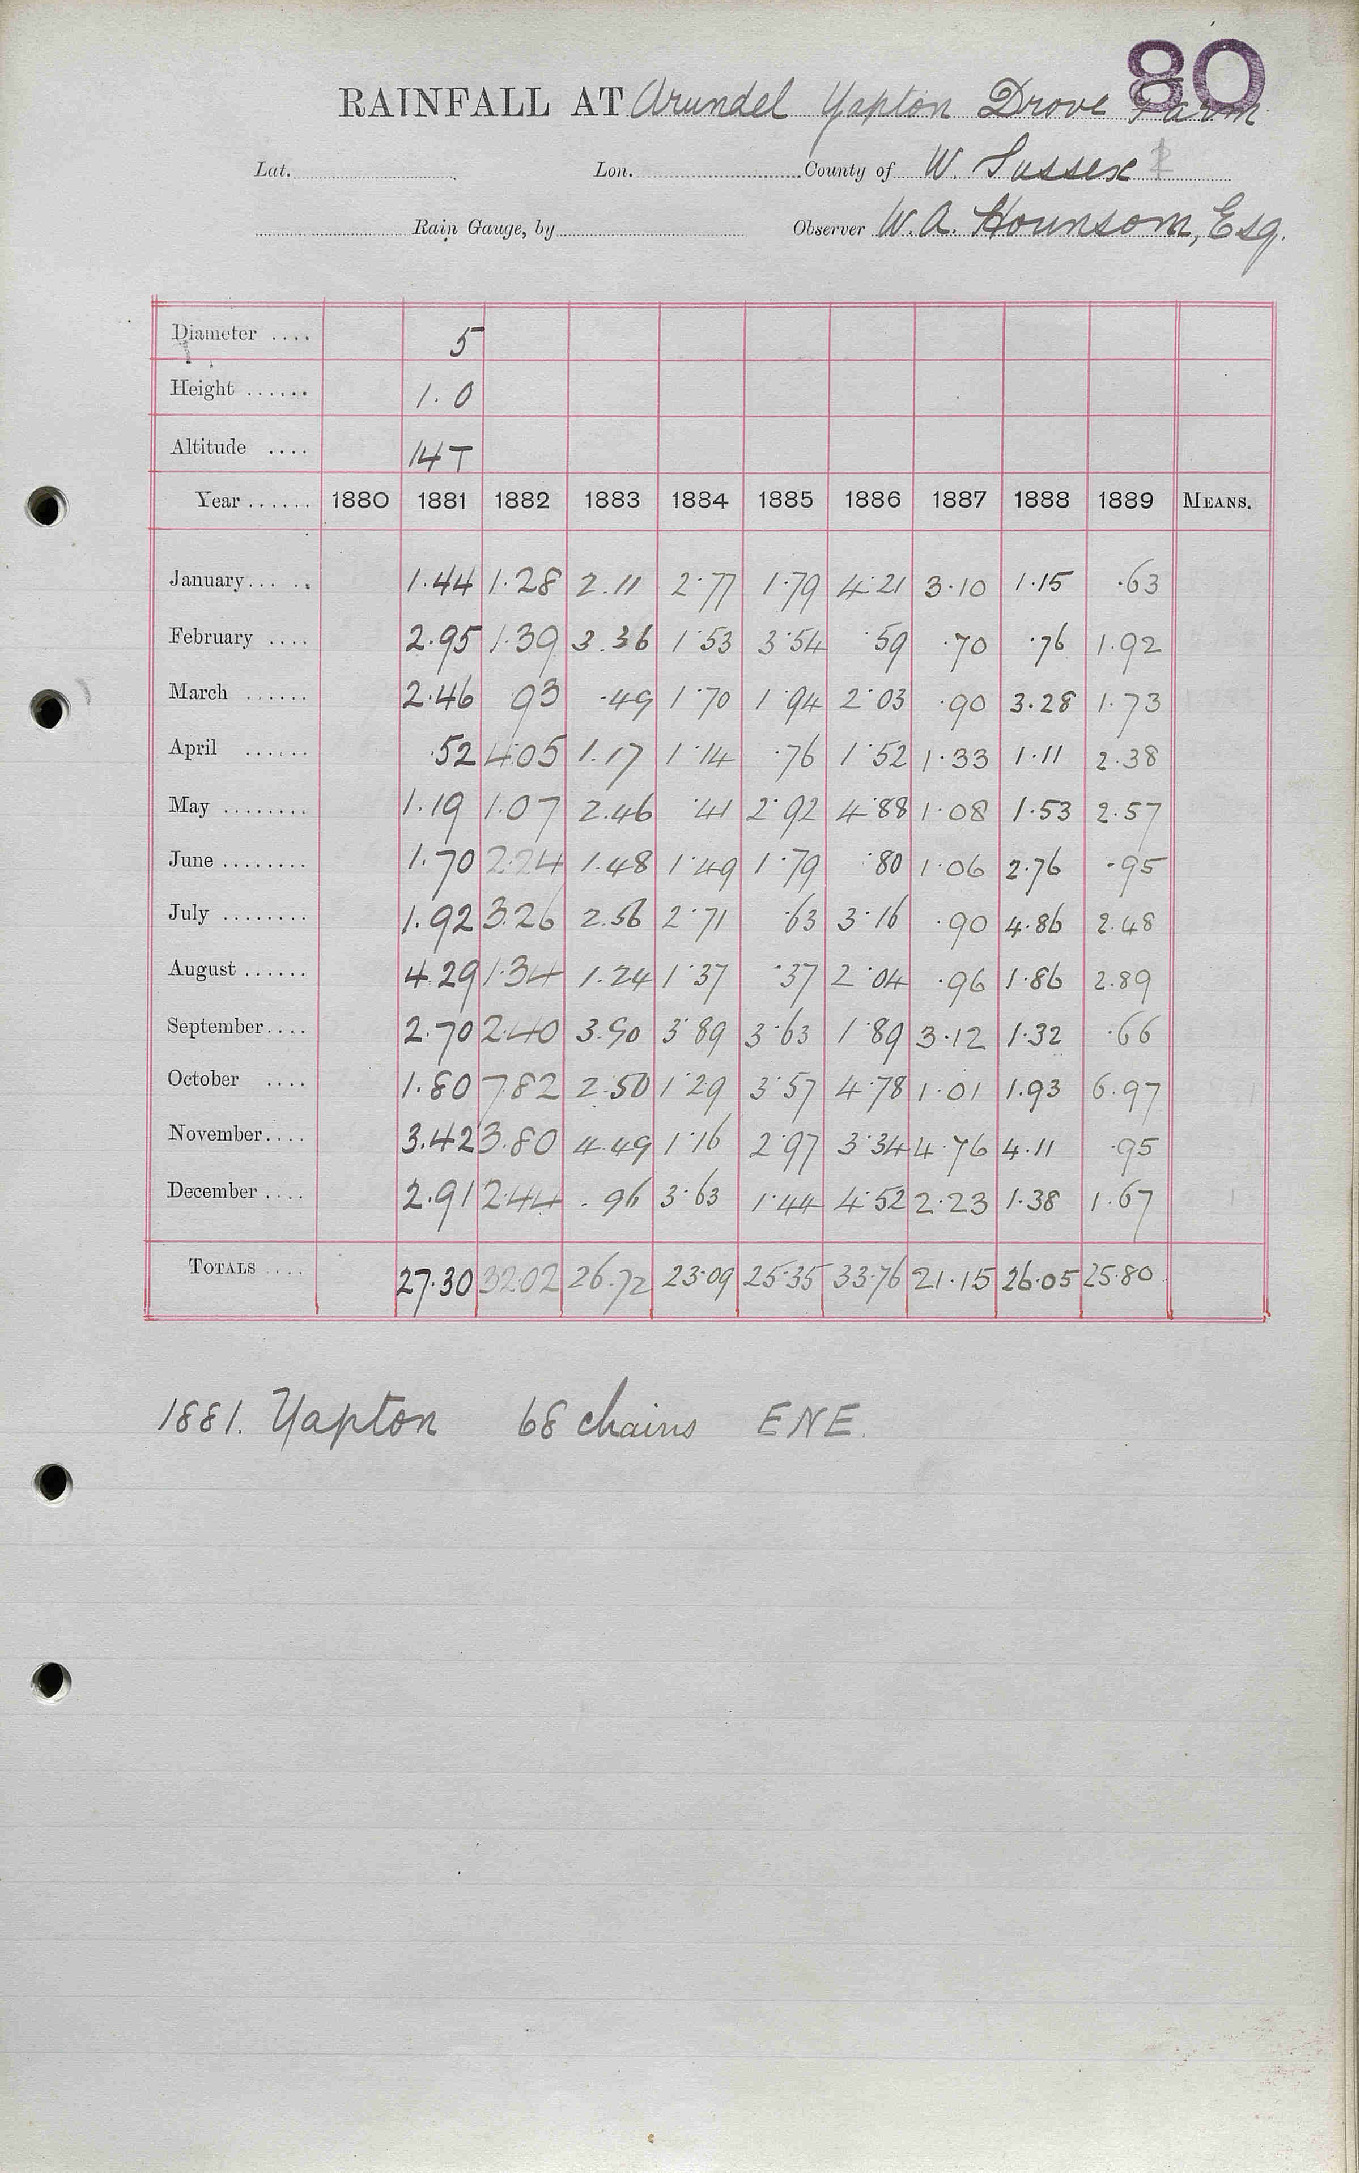 80
RAINFALL AT Arundel Yapton Drove Farm
Lat. Lon. County of W. Sussex
Rain Gauge, by Observer W. A. Hounsom, Esq.
Diameter .... 5
Height ...... 1.0
Altitude .... 14T
Year ...... 1880 1881 1882 1883 1884 1885 1886 1887 1888 1889 MEANS.
January...... 1.44 1.28 2.11 2.77 1.79 4.21 3.10 1.15 .63
February .... 2.95 1.39 3.36 1.53 3.54 .59 .70 .76 1.92
March ...... 2.46 .93 .49 1.70 1.94 2.03 .90 3.28 1.73
April ...... .52 4.05 1.17 1.14 .76 1.52 1.33 1.11 2.38
May ........ 1.19 1.07 2.46 .41 2.92 4.88 1.08 1.53 2.57
June ........ 1.70 2.24 1.48 1.49 1.79 .80 1.06 2.76 .95
July ........ 1.92 3.26 2.56 2.71 .63 3.16 .90 4.86 2.48
August ...... 4.29 1.34 1.24 1.37 .37 2.04 .96 1.86 2.89
September.... 2.70 2.40 3.90 3.89 3.63 1.89 3.12 1.32 .66
October .... 1.80 7.82 2.50 1.29 3.57 4.78 1.01 1.93 6.97
November.... 3.42 3.80 4.49 1.16 2.97 3.34 4.76 4.11 .95
December .... 2.91 2.44 .96 3.63 1.44 4.52 2.23 1.38 1.67
TOTALS .... 27.30 32.02 26.72 23.09 25.35 33.76 21.15 26.05 25.80
1881. Yapton 68 chains ENE.